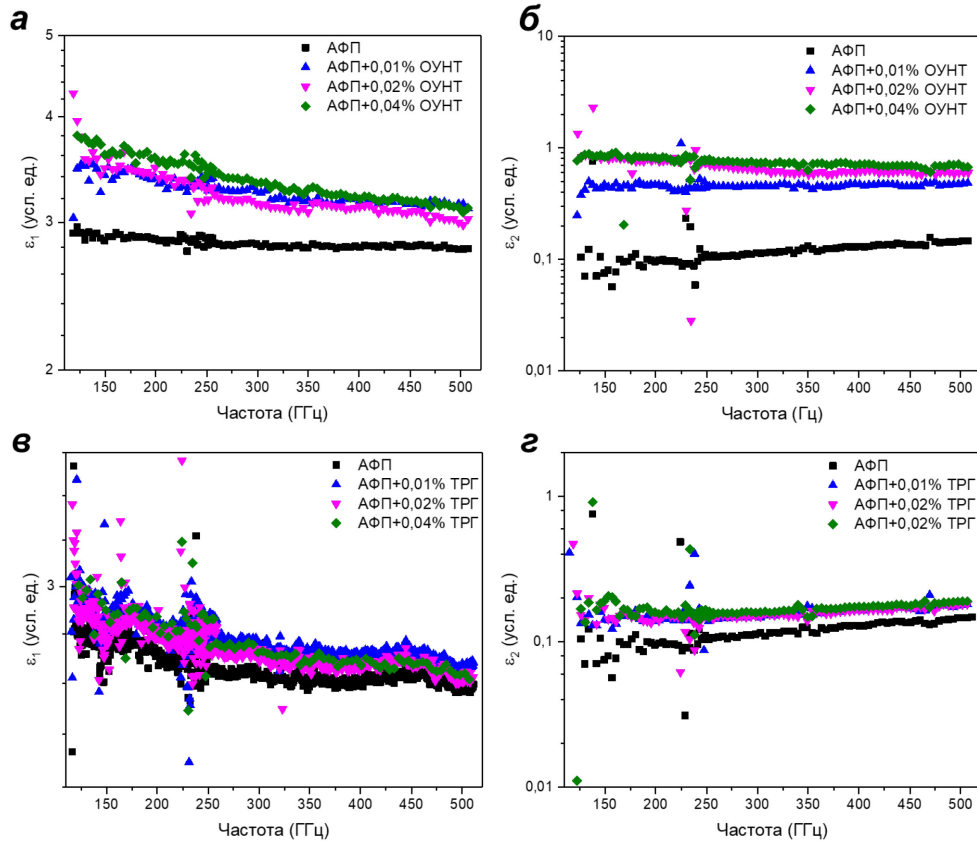 а
5
4
3
2
ε1 (усл. ед.)
АФП
АФП+0,01% ОУНТ
АФП+0,02% ОУНТ
АФП+0,04% ОУНТ
150 200 250 300 350 400 450 500
Частота (ГГц)
б
10
1
0,1
0,01
ε2 (усл. ед.)
АФП
АФП+0,01% ОУНТ
АФП+0,02% ОУНТ
АФП+0,04% ОУНТ
150 200 250 300 350 400 450 500
Частота (ГГц)
в
3
ε1 (усл. ед.)
АФП
АФП+0,01% ТРГ
АФП+0,02% ТРГ
АФП+0,04% ТРГ
150 200 250 300 350 400 450 500
Частота (ГГц)
г
1
0,1
0,01
ε2 (усл. ед.)
АФП
АФП+0,01% ТРГ
АФП+0,02% ТРГ
АФП+0,02% ТРГ
150 200 250 300 350 400 450 500
Частота (ГГц)